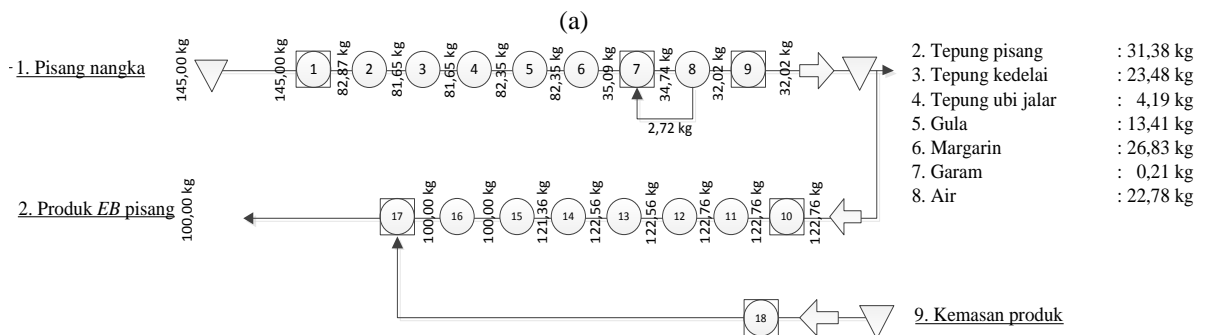 (a)
1. Pisang nangka
145,00 kg
145,00 kg
1
82,87 kg
2
81,65 kg
3
81,65 kg
4
82,35 kg
5
82,35 kg
6
35,09 kg
7
34,74 kg
8
32,02 kg
9
32,02 kg
2,72 kg
2. Tepung pisang : 31,38 kg
3. Tepung kedelai : 23,48 kg
4. Tepung ubi jalar : 4,19 kg
5. Gula : 13,41 kg
6. Margarin : 26,83 kg
7. Garam : 0,21 kg
8. Air : 22,78 kg
2. Produk EB pisang
100,00 kg
17
100,00 kg
16
100,00 kg
15
121,36 kg
14
122,56 kg
13
122,56 kg
12
122,76 kg
11
122,76 kg
10
122,76 kg
18
9. Kemasan produk